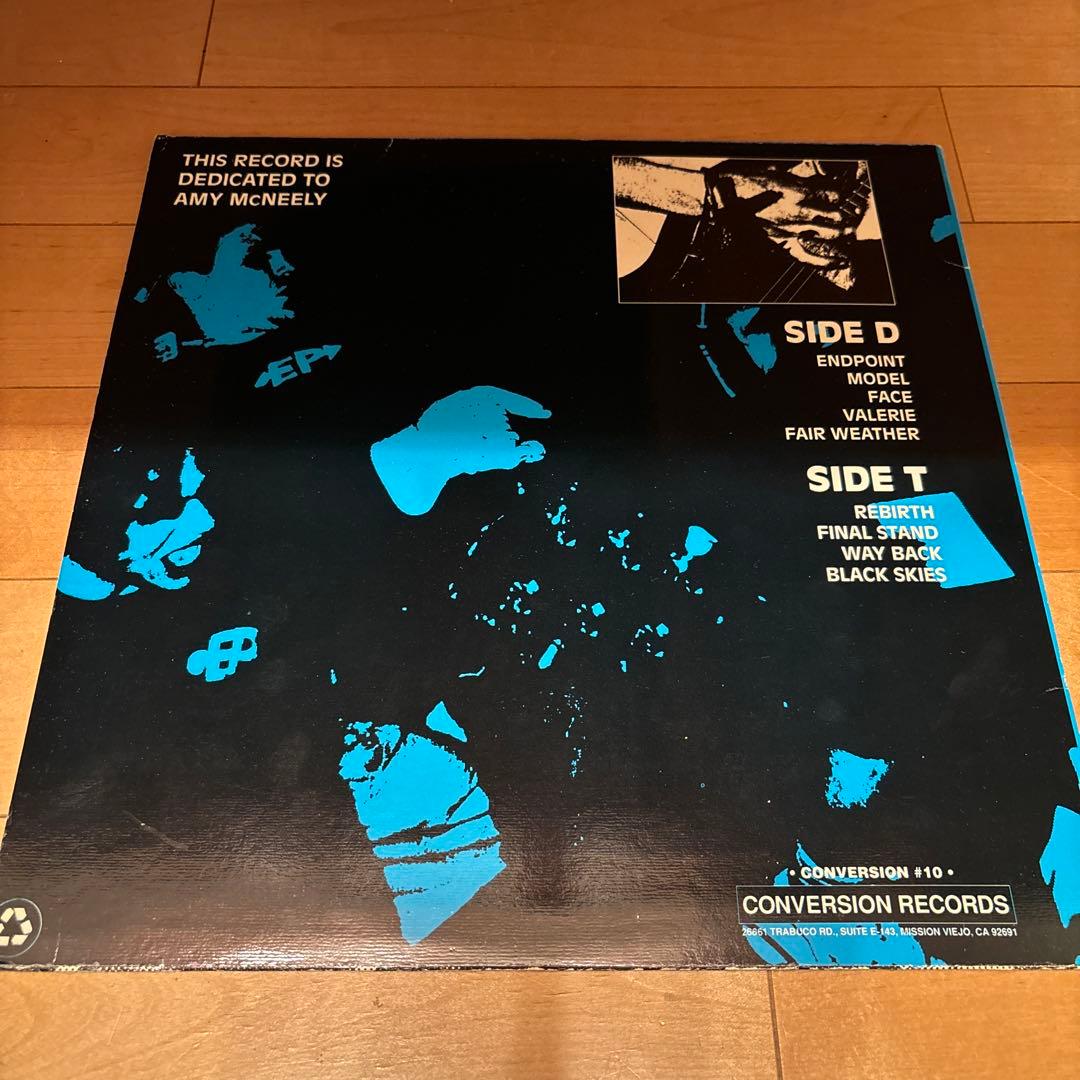 THIS RECORD IS
DEDICATED TO
AMY McNEELY
EP
SIDE D
ENDPOINT
MODEL
FACE
VALERIE
FAIR WEATHER
SIDE T
REBIRTH
FINAL STAND
WAY BACK
BLACK SKIES
• CONVERSION #10 •
CONVERSION RECORDS
26661 TRABUCO RD., SUITE E-143, MISSION VIEJO, CA 92691